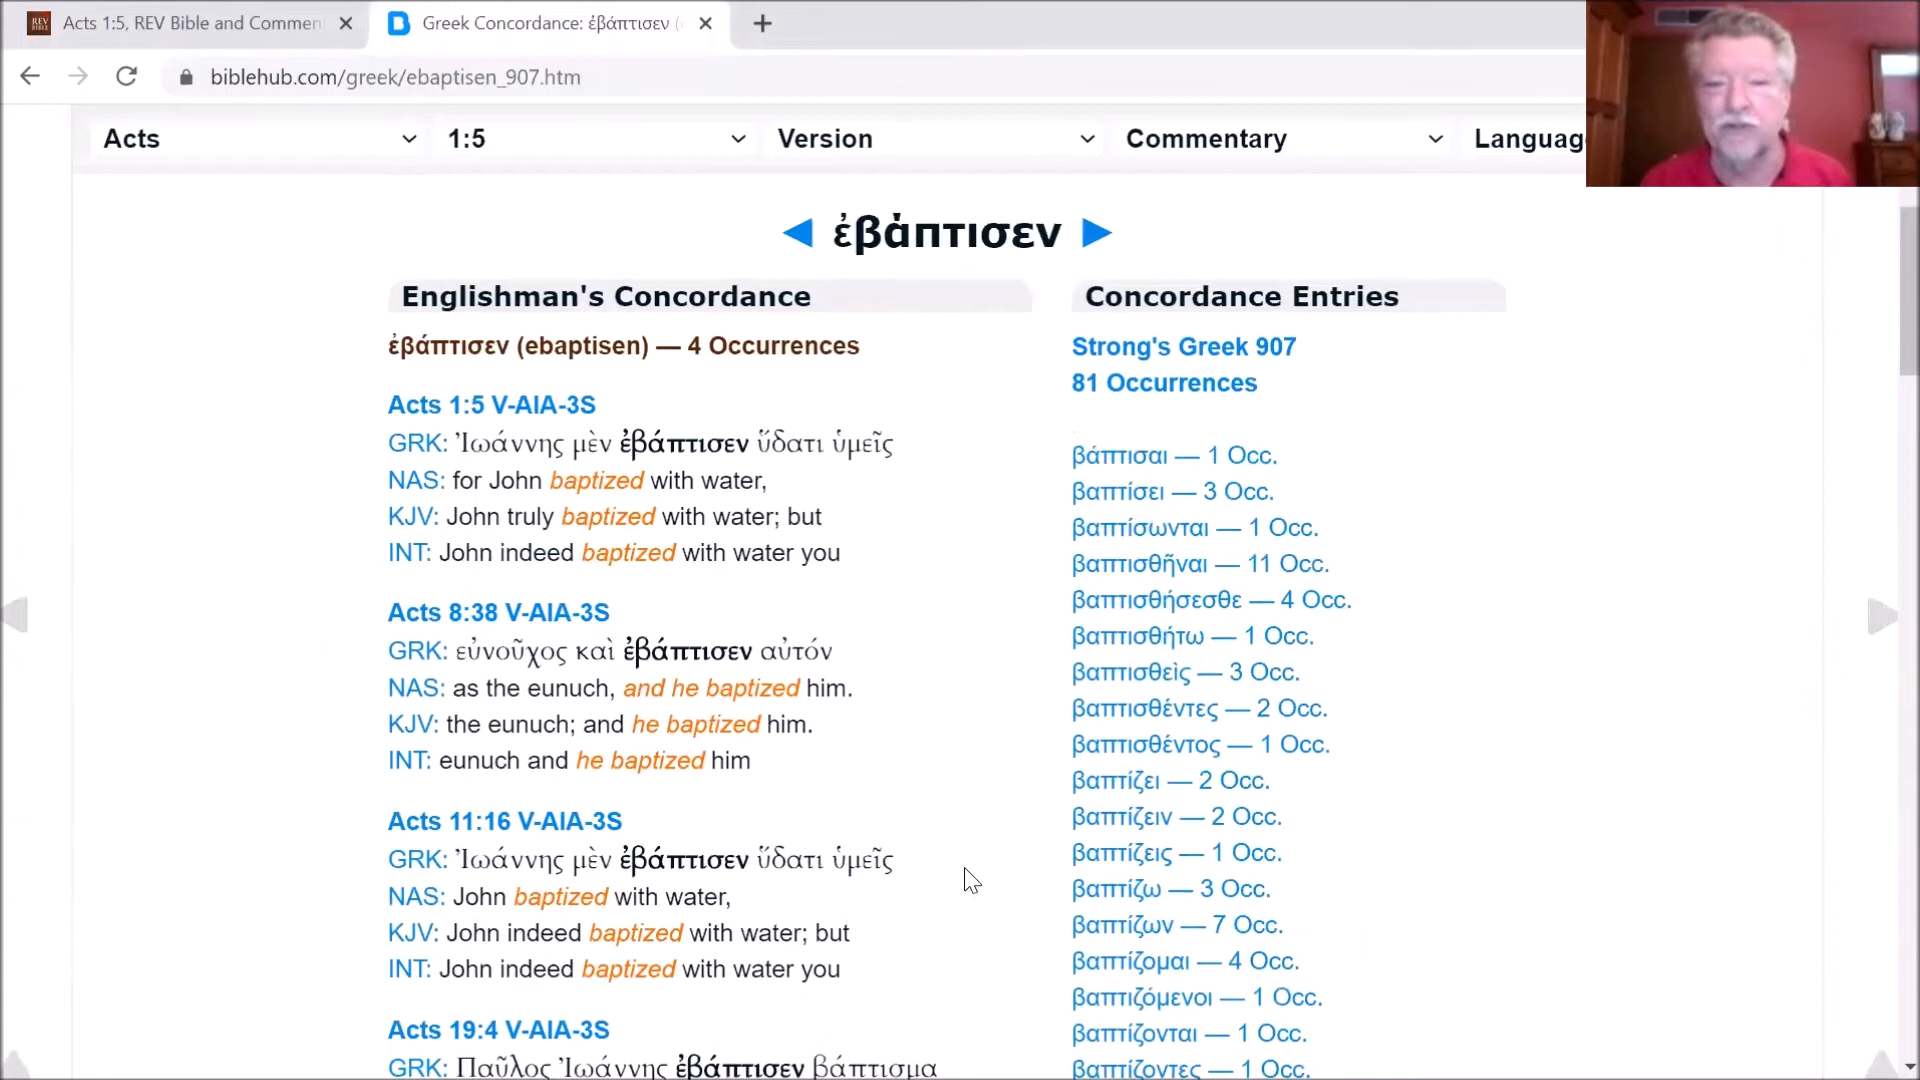 Acts 1:5, REV Bible and Commen
Greek Concordance: ἐβάπτισεν (
biblehub.com/greek/ebaptisen_907.htm
Acts 1:5 Version Commentary Languag
◀ ἐβάπτισεν ▶
Englishman's Concordance
ἐβάπτισεν (ebaptisen) — 4 Occurrences
Acts 1:5 V-AIA-3S
GRK: Ἰωάννης μὲν ἐβάπτισεν ὕδατι ὑμεῖς
NAS: for John baptized with water,
KJV: John truly baptized with water; but
INT: John indeed baptized with water you
Acts 8:38 V-AIA-3S
GRK: εὐνοῦχος καὶ ἐβάπτισεν αὐτόν
NAS: as the eunuch, and he baptized him.
KJV: the eunuch; and he baptized him.
INT: eunuch and he baptized him
Acts 11:16 V-AIA-3S
GRK: Ἰωάννης μὲν ἐβάπτισεν ὕδατι ὑμεῖς
NAS: John baptized with water,
KJV: John indeed baptized with water; but
INT: John indeed baptized with water you
Acts 19:4 V-AIA-3S
GRK: Παῦλος Ἰωάννης ἐβάπτισεν βάπτισμα
Concordance Entries
Strong's Greek 907
81 Occurrences
βάπτισαι — 1 Occ.
βαπτίσει — 3 Occ.
βαπτίσωνται — 1 Occ.
βαπτισθῆναι — 11 Occ.
βαπτισθήσεσθε — 4 Occ.
βαπτισθήτω — 1 Occ.
βαπτισθεὶς — 3 Occ.
βαπτισθέντες — 2 Occ.
βαπτισθέντος — 1 Occ.
βαπτίζει — 2 Occ.
βαπτίζειν — 2 Occ.
βαπτίζεις — 1 Occ.
βαπτίζω — 3 Occ.
βαπτίζων — 7 Occ.
βαπτίζομαι — 4 Occ.
βαπτιζόμενοι — 1 Occ.
βαπτίζονται — 1 Occ.
βαπτίζοντες — 1 Occ.